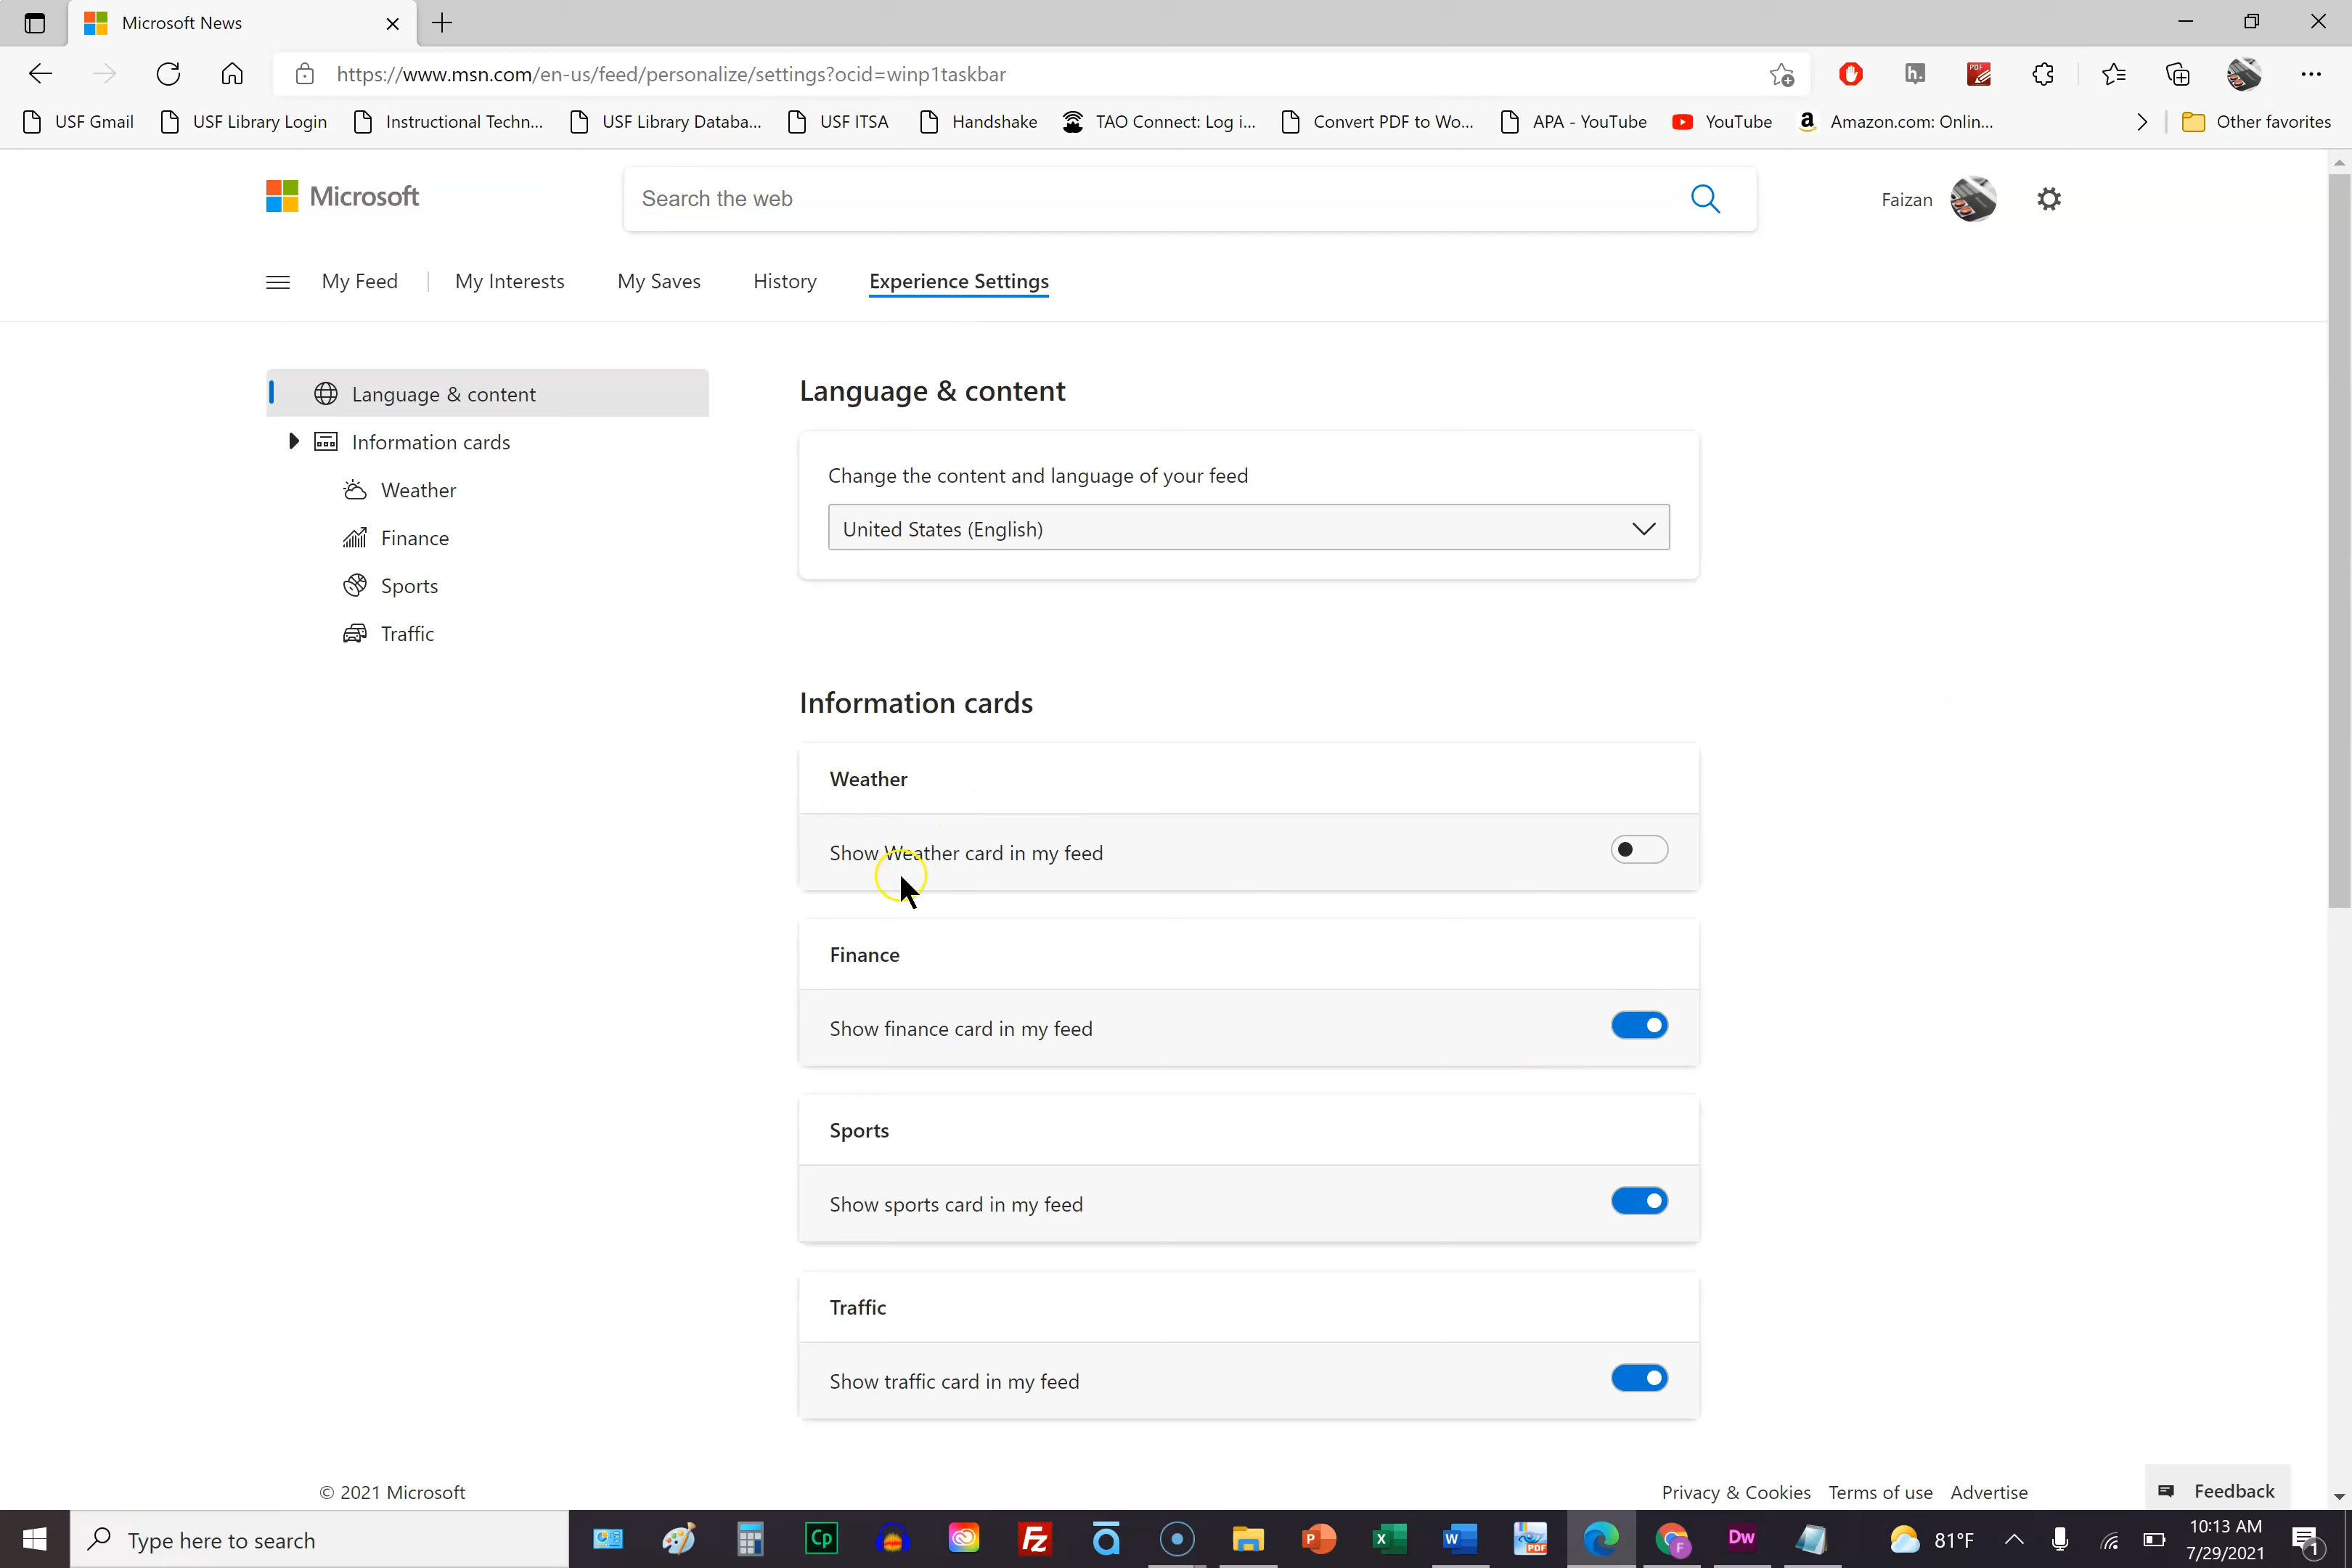 Microsoft News
https://www.msn.com/en-us/feed/personalize/settings?ocid=winp1taskbar
USF Gmail USF Library Login Instructional Techn... USF Library Databa... USF ITSA Handshake TAO Connect: Log i... Convert PDF to Wo... APA - YouTube YouTube Amazon.com: Onlin... Other favorites
Microsoft Search the web Faizan
My Feed My Interests My Saves History Experience Settings
Language & content
Information cards
Weather
Finance
Sports
Traffic
Language & content
Change the content and language of your feed
United States (English)
Information cards
Weather
Show Weather card in my feed
Finance
Show finance card in my feed
Sports
Show sports card in my feed
Traffic
Show traffic card in my feed
© 2021 Microsoft Privacy & Cookies Terms of use Advertise Feedback
Type here to search 81°F 10:13 AM
7/29/2021